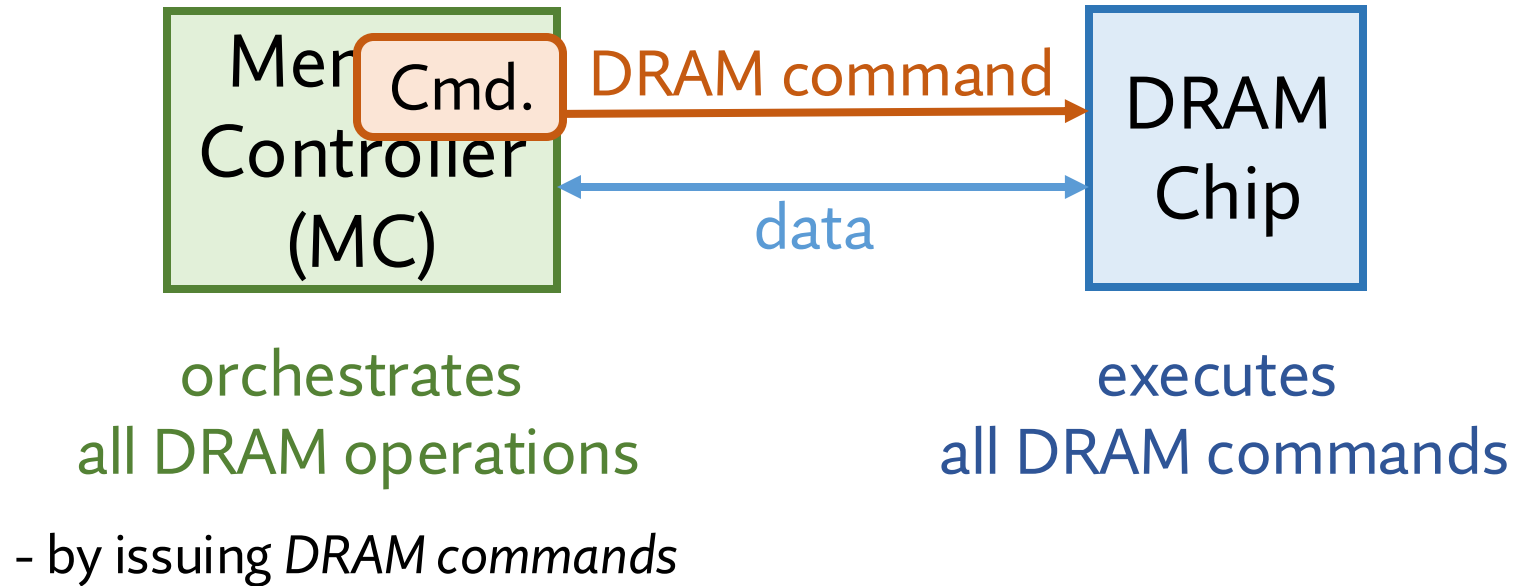 Cmd.
Controller
(MC)
DRAM command
data
DRAM
Chip
orchestrates
all DRAM operations
- by issuing DRAM commands
executes
all DRAM commands